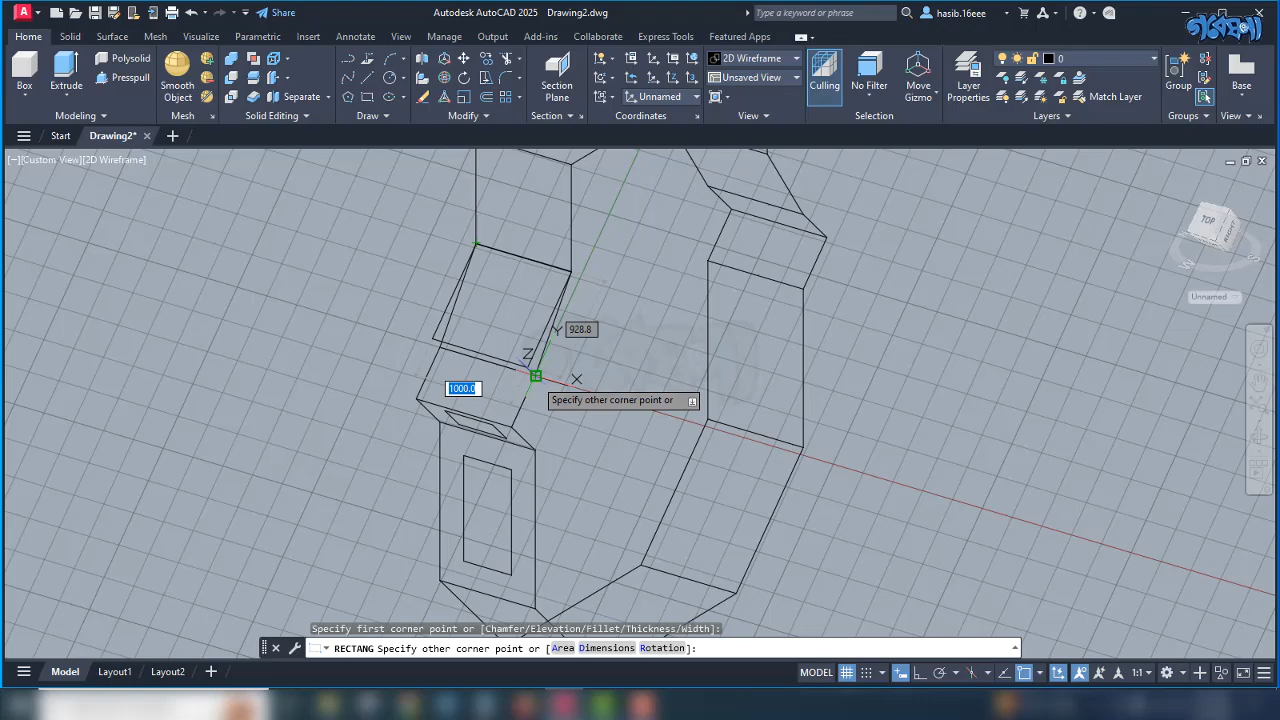 Share
Autodesk AutoCAD 2025 Drawing2.dwg
Type a keyword or phrase
hasib.16eee
গবেষণা
Home Solid Surface Mesh Visualize Parametric Insert Annotate View Manage Output Add-ins Collaborate Express Tools Featured Apps
Box
Extrude
Polysolid
Presspull
Smooth Object
Separate
Section Plane
Unnamed
2D Wireframe
Unsaved View
Culling
No Filter
Move Gizmo
Layer Properties
0
Match Layer
Group
Base
Modeling Mesh Solid Editing Draw Modify Section Coordinates View Selection Layers Groups View
Start Drawing2*
[−][Custom View][2D Wireframe]
TOP
RIGHT
W
S
Unnamed
Y
928.8
Z
X
1000.0
Specify other corner point or
Specify first corner point or [Chamfer/Elevation/Fillet/Thickness/Width]:
RECTANG Specify other corner point or [Area Dimensions Rotation]:
Model Layout1 Layout2
MODEL
1:1